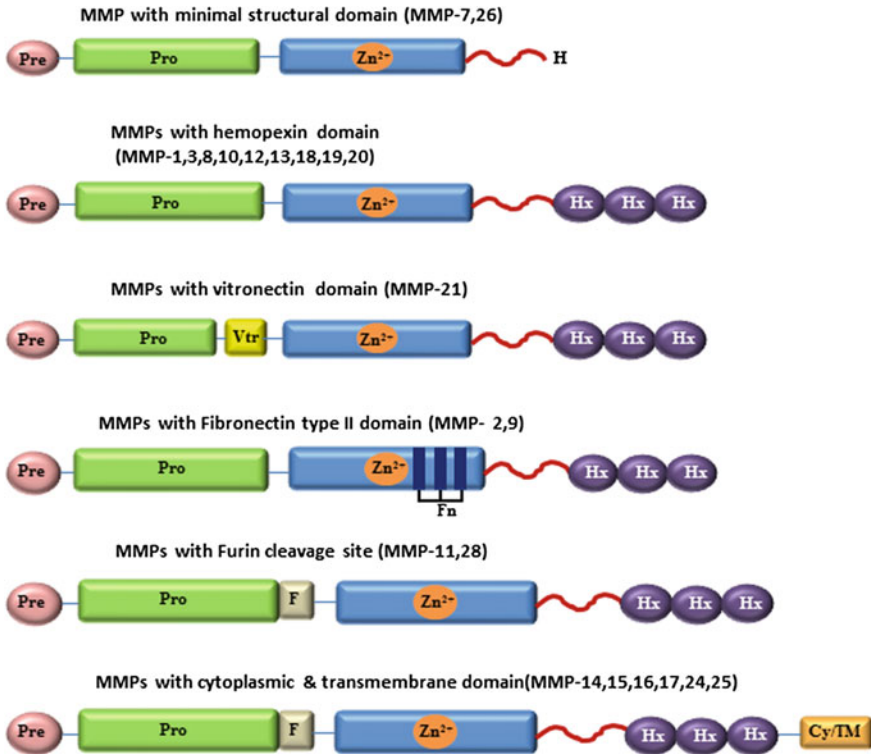 MMP with minimal structural domain (MMP-7,26)
Pre Pro Zn²⁺ H
MMPs with hemopexin domain
(MMP-1,3,8,10,12,13,18,19,20)
Pre Pro Zn²⁺ Hx Hx Hx
MMPs with vitronectin domain (MMP-21)
Pre Pro Vtr Zn²⁺ Hx Hx Hx
MMPs with Fibronectin type II domain (MMP- 2,9)
Pre Pro Zn²⁺ Hx Hx Hx
Fn
MMPs with Furin cleavage site (MMP-11,28)
Pre Pro F Zn²⁺ Hx Hx Hx
MMPs with cytoplasmic & transmembrane domain(MMP-14,15,16,17,24,25)
Pre Pro F Zn²⁺ Hx Hx Hx Cy/TM